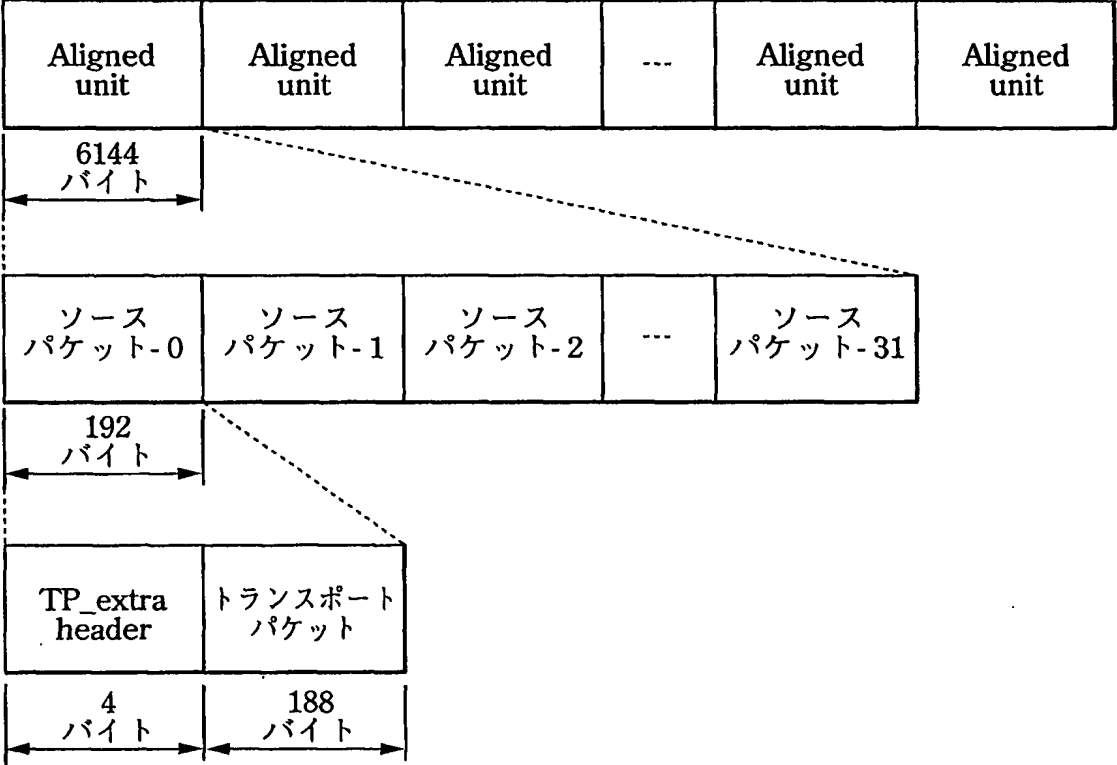 Aligned unit
Aligned unit
Aligned unit
---
Aligned unit
Aligned unit
6144
バイト
ソース
パケット-0
ソース
パケット-1
ソース
パケット-2
---
ソース
パケット-31
192
バイト
TP_extra
header
トランスポート
パケット
4
バイト
188
バイト